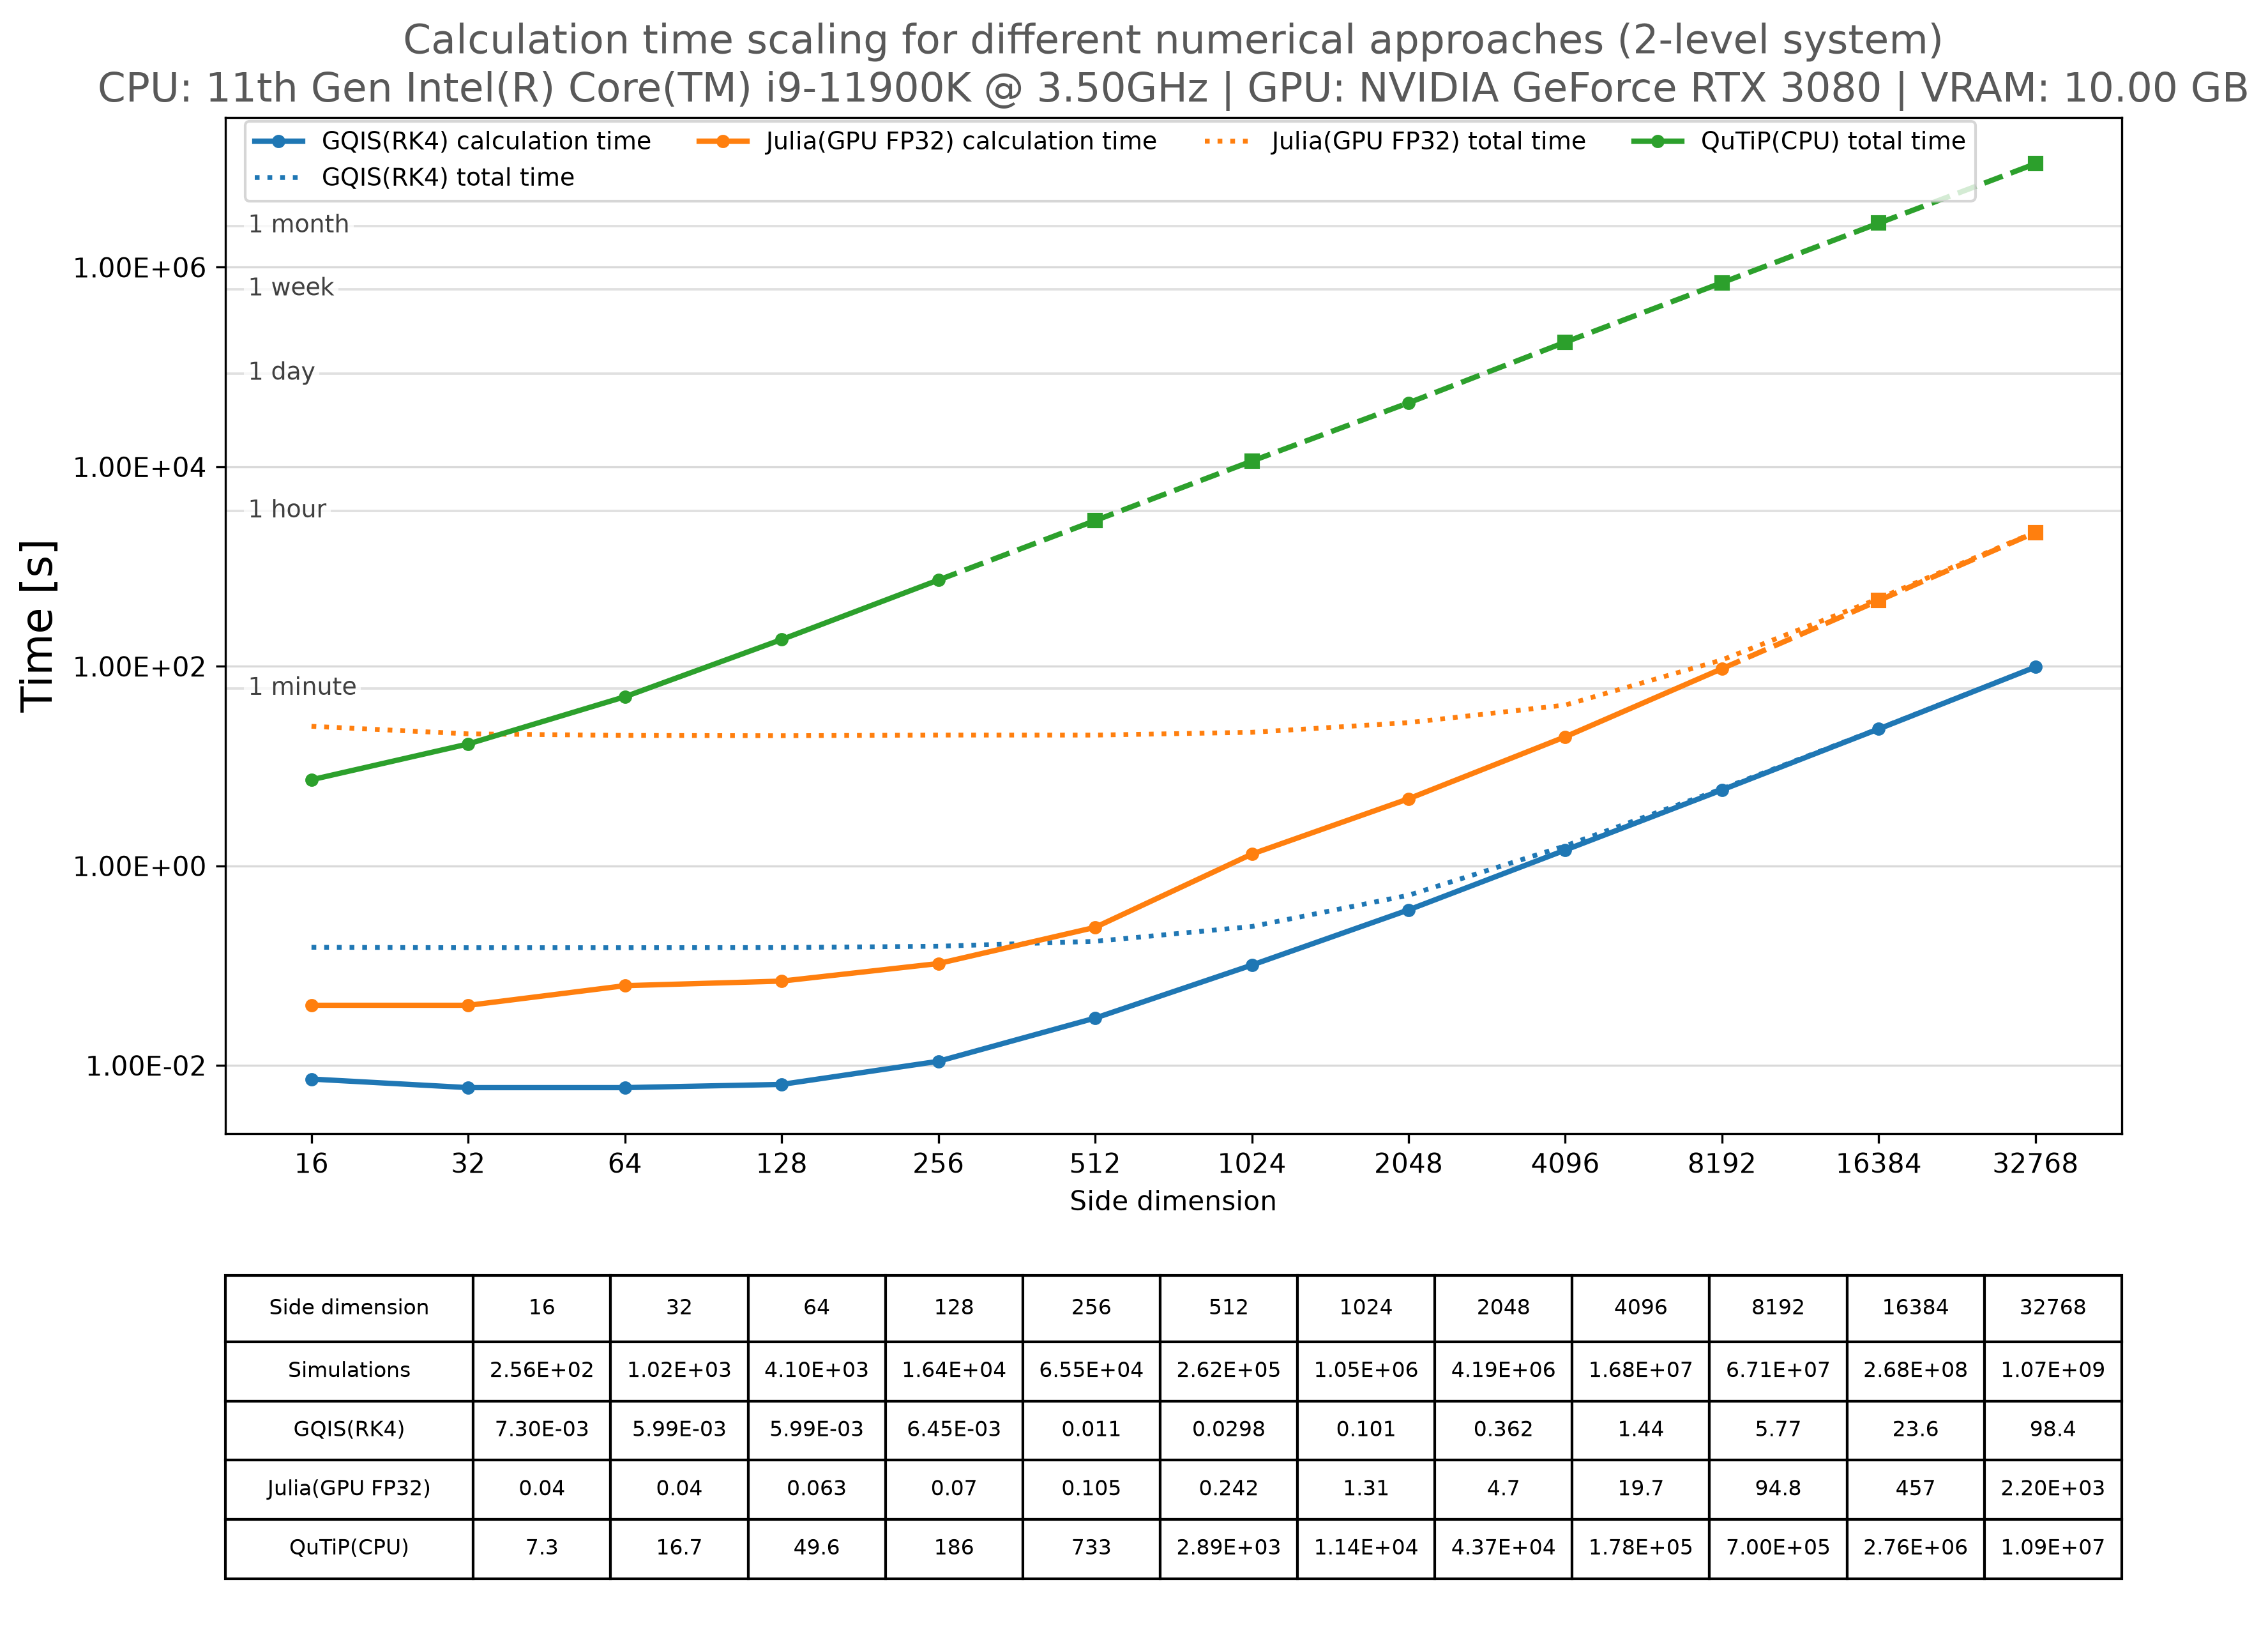 Calculation time scaling for different numerical approaches (2-level system)
CPU: 11th Gen Intel(R) Core(TM) i9-11900K @ 3.50GHz | GPU: NVIDIA GeForce RTX 3080 | VRAM: 10.00 GB
GQIS(RK4) calculation time Julia(GPU FP32) calculation time Julia(GPU FP32) total time QuTiP(CPU) total time
GQIS(RK4) total time
1 month
1.00E+06
1 week
1 day
1.00E+04
1 hour
Time [s]
1.00E+02
1 minute
1.00E+00
1.00E-02
16 32 64 128 256 512 1024 2048 4096 8192 16384 32768
Side dimension
Side dimension 16 32 64 128 256 512 1024 2048 4096 8192 16384 32768
Simulations 2.56E+02 1.02E+03 4.10E+03 1.64E+04 6.55E+04 2.62E+05 1.05E+06 4.19E+06 1.68E+07 6.71E+07 2.68E+08 1.07E+09
GQIS(RK4) 7.30E-03 5.99E-03 5.99E-03 6.45E-03 0.011 0.0298 0.101 0.362 1.44 5.77 23.6 98.4
Julia(GPU FP32) 0.04 0.04 0.063 0.07 0.105 0.242 1.31 4.7 19.7 94.8 457 2.20E+03
QuTiP(CPU) 7.3 16.7 49.6 186 733 2.89E+03 1.14E+04 4.37E+04 1.78E+05 7.00E+05 2.76E+06 1.09E+07